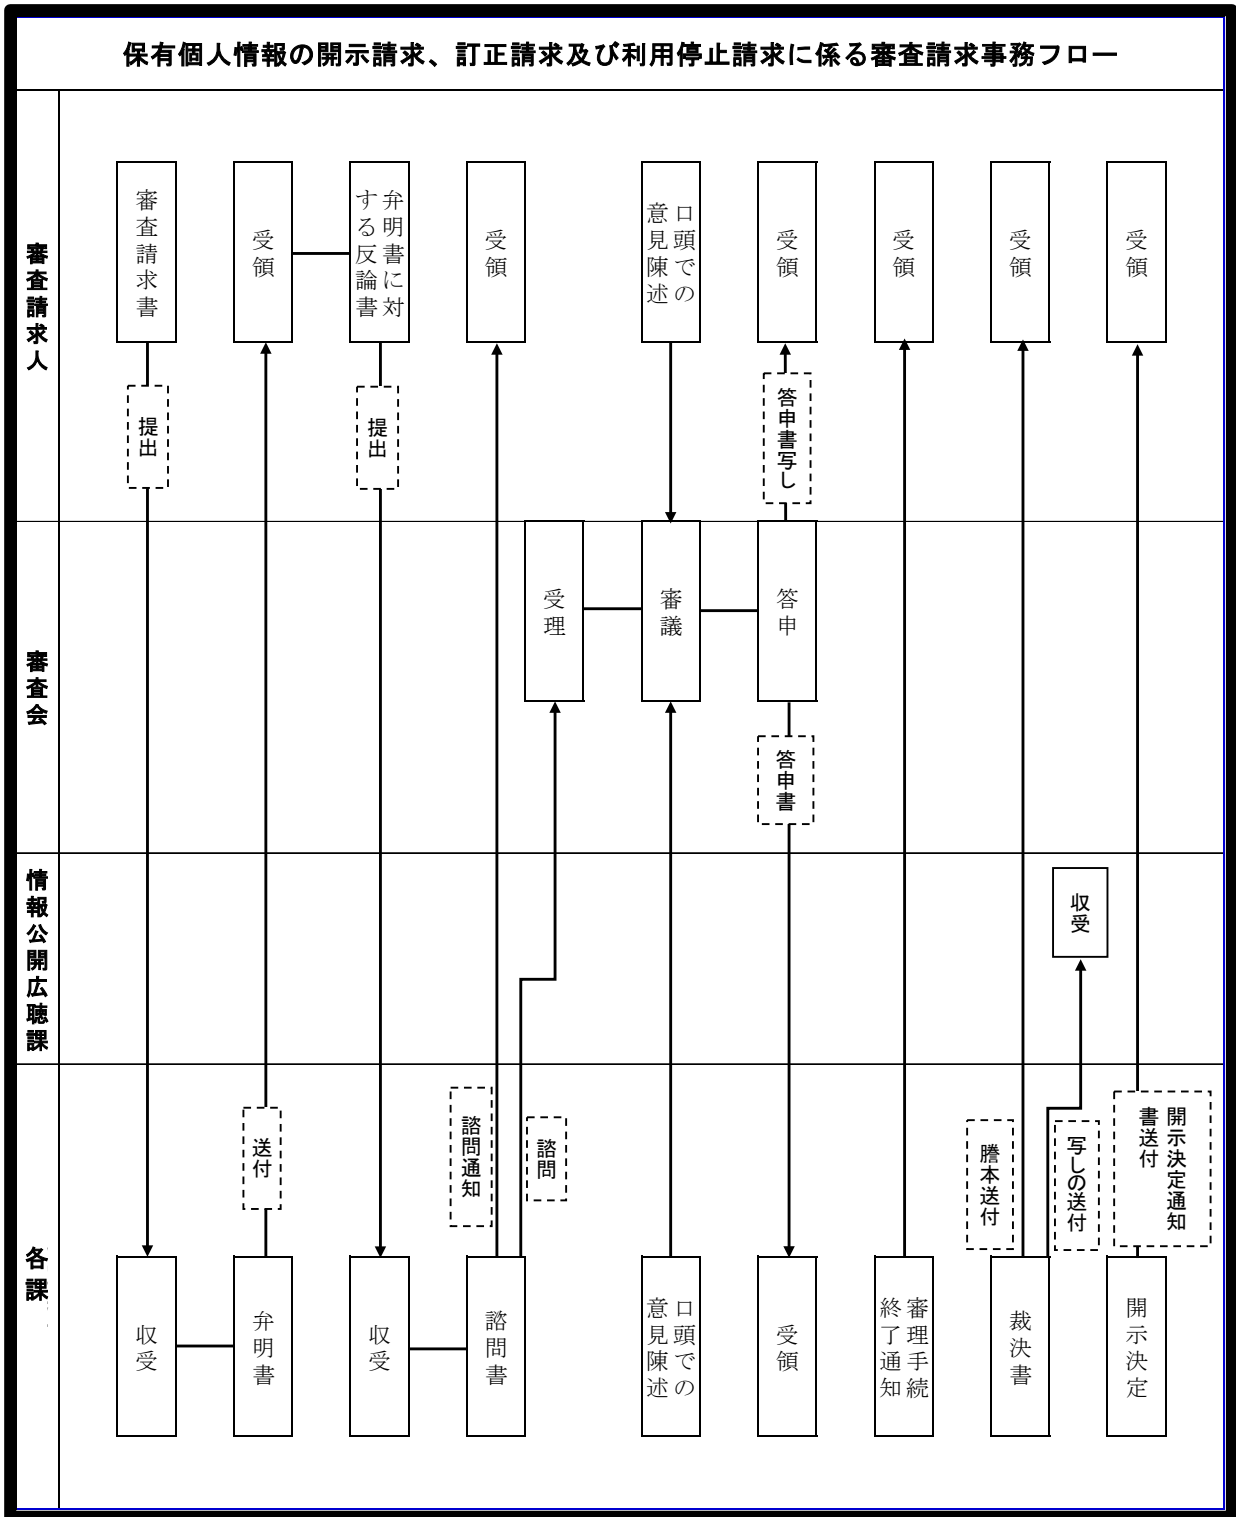 保有個人情報の開示請求、訂正請求及び利用停止請求に係る審査請求事務フロー
審査請求人
審査請求書
受領
弁明書に対
する反論書
受領
口頭での
意見陳述
受領
受領
受領
受領
提出
提出
答申書写し
審査会
受理
審議
答申
答申書
情報公開広聴課
収受
各課
送付
諮問通知
諮問
謄本送付
写しの送付
開示決定通知
書送付
収受
弁明書
収受
諮問書
口頭での
意見陳述
受領
審理手続
終了通知
裁決書
開示決定